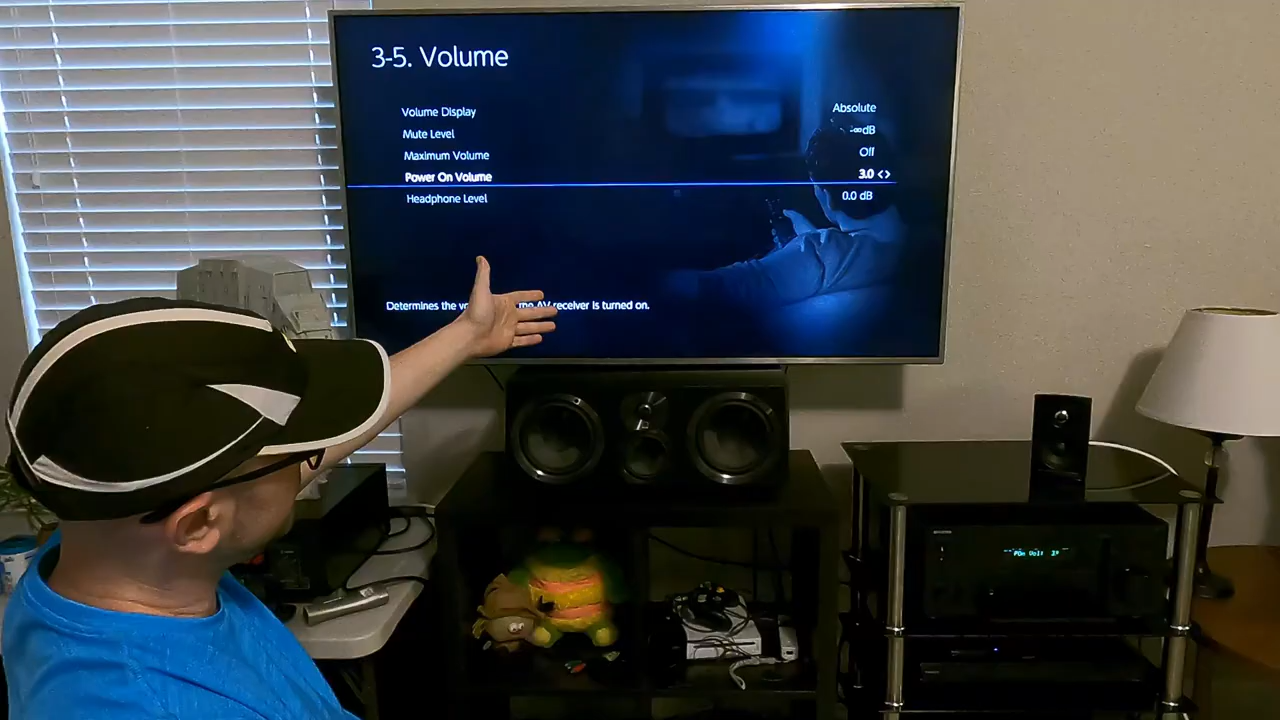 3-5. Volume
Volume Display Absolute
Mute Level -∞dB
Maximum Volume Off
Power On Volume 3.0 <>
Headphone Level 0.0 dB
Determines the AV receiver is turned on.